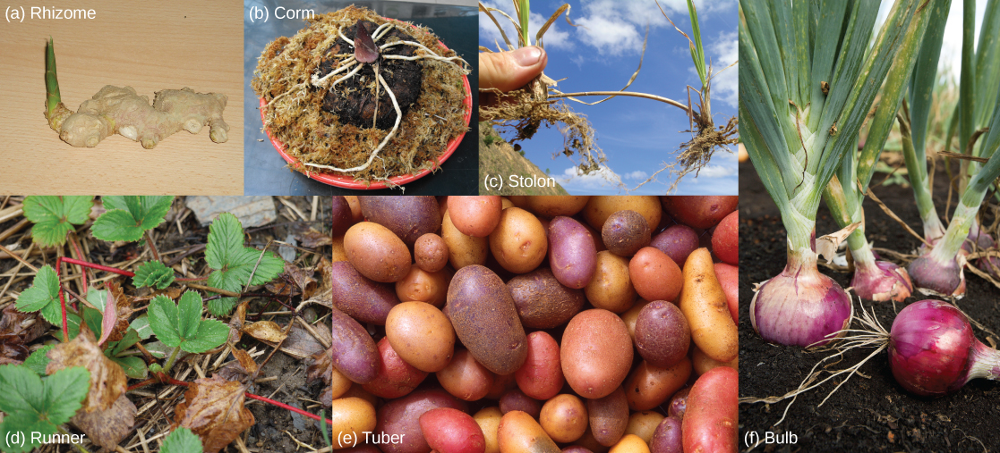 (a) Rhizome
(b) Corm
(c) Stolon
(d) Runner
(e) Tuber
(f) Bulb